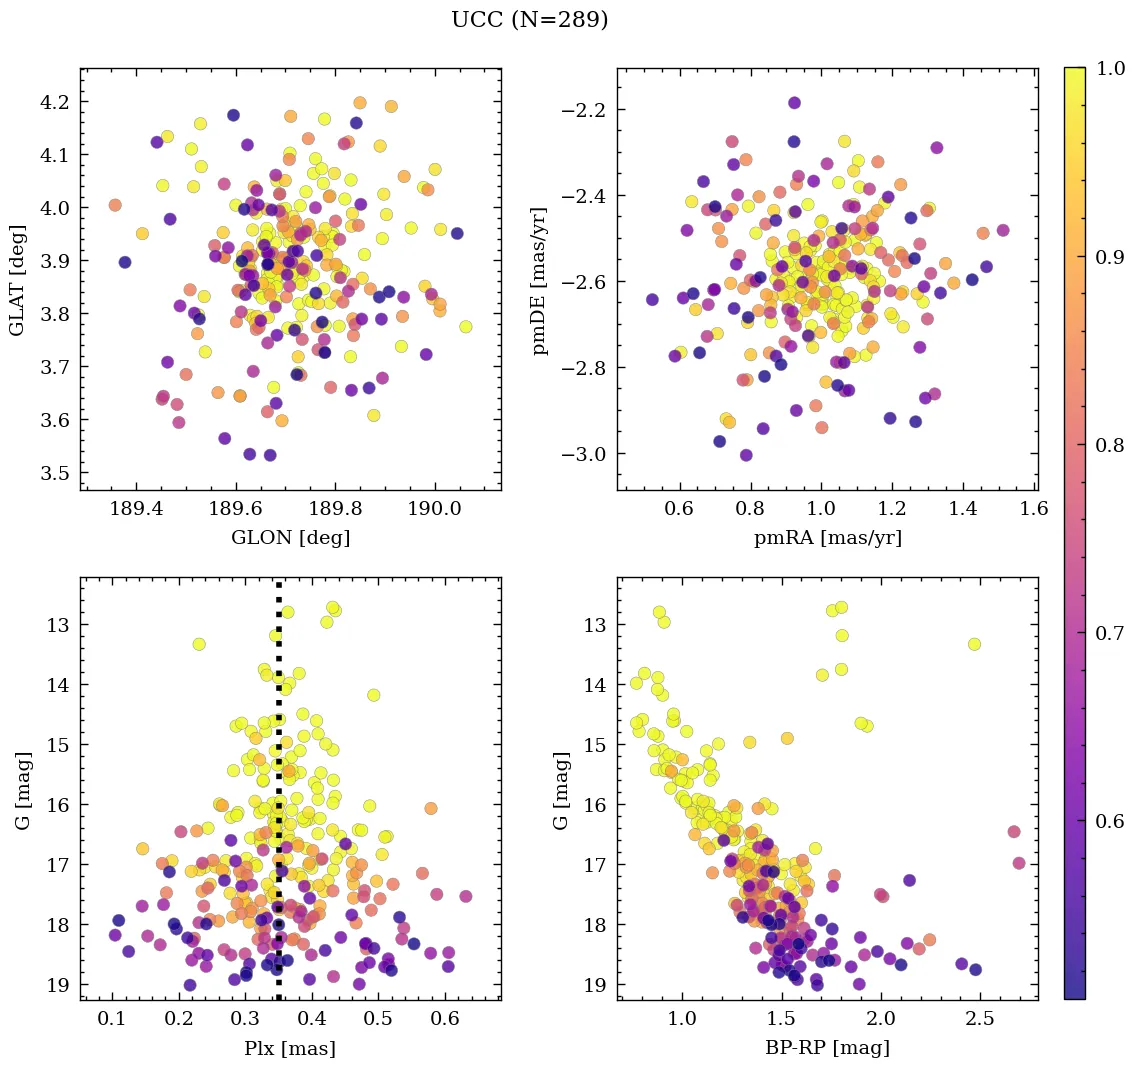 UCC (N=289)
4.2
4.1
4.0
3.9
3.8
3.7
3.6
3.5
GLAT [deg]
189.4 189.6 189.8 190.0
GLON [deg]
−2.2
−2.4
−2.6
−2.8
−3.0
pmDE [mas/yr]
0.6 0.8 1.0 1.2 1.4 1.6
pmRA [mas/yr]
1.0
0.9
0.8
0.7
0.6
13
14
15
16
17
18
19
G [mag]
0.1 0.2 0.3 0.4 0.5 0.6
Plx [mas]
13
14
15
16
17
18
19
G [mag]
1.0 1.5 2.0 2.5
BP-RP [mag]